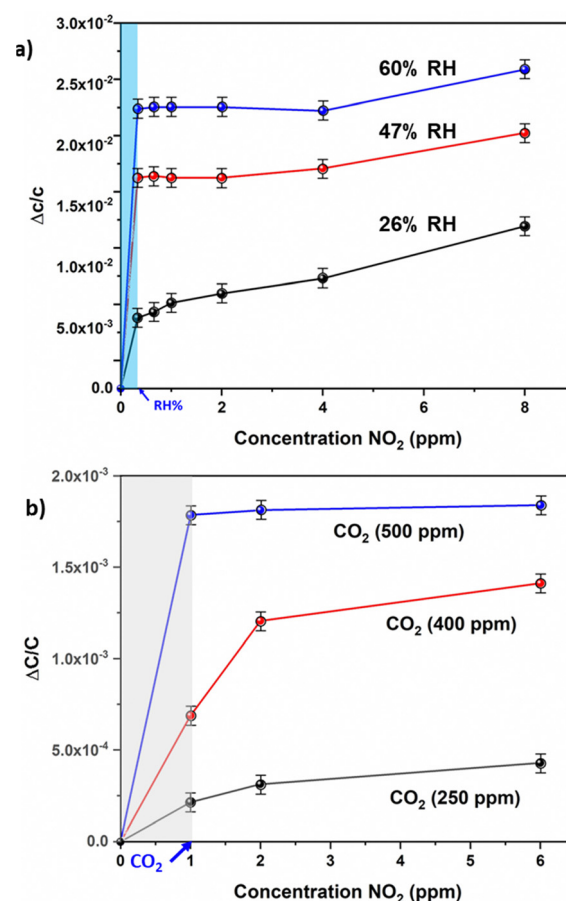 a)
3.0x10⁻²
2.5x10⁻²
2.0x10⁻²
1.5x10⁻²
1.0x10⁻²
5.0x10⁻³
0.0
Δc/c
60% RH
47% RH
26% RH
0 2 4 6 8
RH%
Concentration NO₂ (ppm)
b)
2.0x10⁻³
1.5x10⁻³
1.0x10⁻³
5.0x10⁻⁴
0.0
ΔC/C
CO₂ (500 ppm)
CO₂ (400 ppm)
CO₂ (250 ppm)
0 1 2 3 4 5 6
CO₂
Concentration NO₂ (ppm)